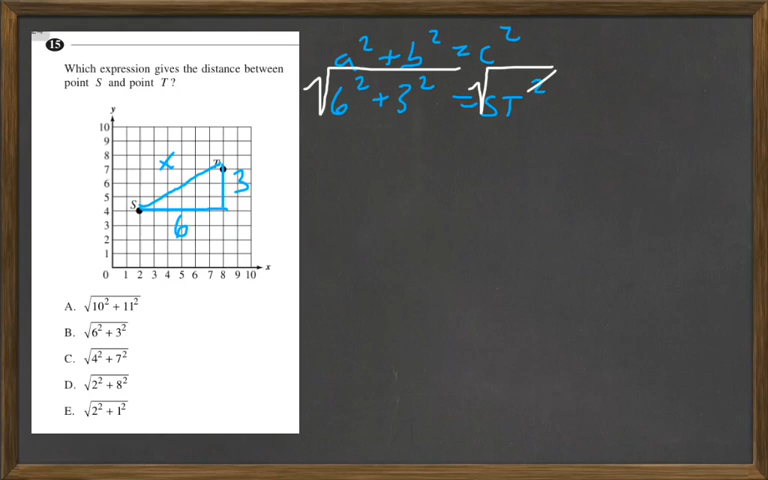 15
Which expression gives the distance between
point S and point T ?
y
10
9
8
7
6
5
4
3
2
1
0 1 2 3 4 5 6 7 8 9 10 x
S
T
x
3
6
A. √10² + 11²
B. √6² + 3²
C. √4² + 7²
D. √2² + 8²
E. √2² + 1²
a² + b² = c²
√6² + 3² = √ST²